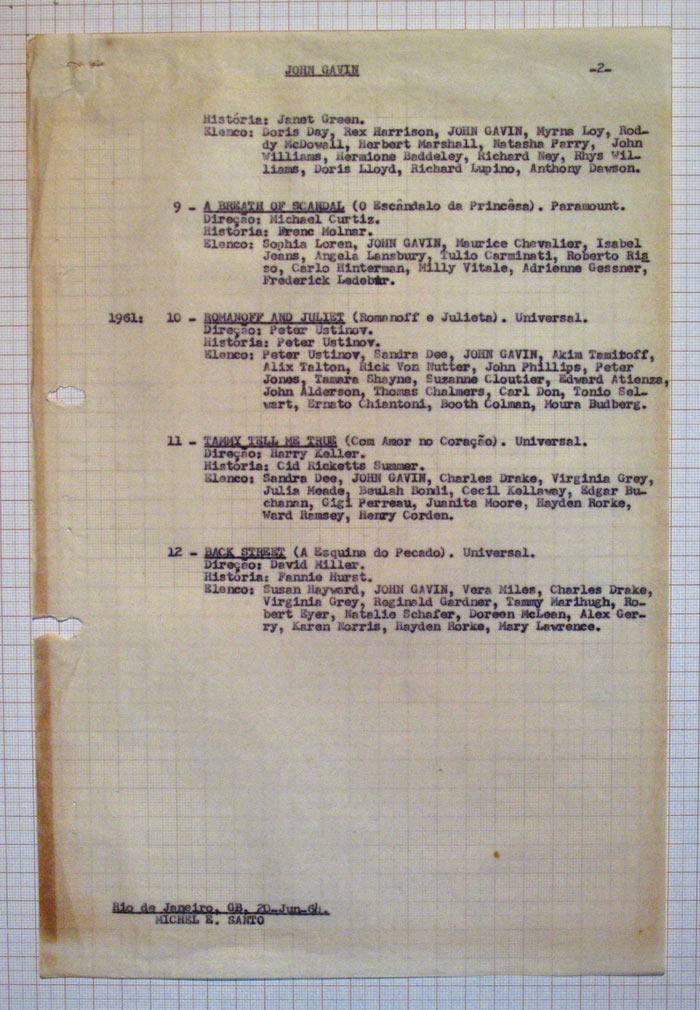 JOHN GAVIN -2-
História: Janet Green.
Elenco: Doris Day, Rex Harrison, JOHN GAVIN, Myrna Loy, Rod-
dy McDowall, Herbert Marshall, Natasha Parry, John
Williams, Hermione Baddeley, Richard Ney, Rhys Wil-
liams, Doris Lloyd, Richard Lupino, Anthony Dawson.
9 - A BREATH OF SCANDAL (O Escândalo da Princêsa). Paramount.
Direção: Michael Curtiz.
História: Frenc Molnar.
Elenco: Sophia Loren, JOHN GAVIN, Maurice Chevalier, Isabel
Jeans, Angela Lansbury, Tulio Carminati, Roberto Ris
so, Carlo Hinterman, Milly Vitale, Adrienne Gessner,
Frederick Ledebur.
1961: 10 - ROMANOFF AND JULIET (Romanoff e Julieta). Universal.
Direção: Peter Ustinov.
História: Peter Ustinov.
Elenco: Peter Ustinov, Sandra Dee, JOHN GAVIN, Akim Tamiroff,
Alix Talton, Rick Von Nutter, John Phillips, Peter
Jones, Tamara Shayne, Suzanne Cloutier, Edward Atienza,
John Alderson, Thomas Chalmers, Carl Don, Tonio Sel-
wart, Ernsto Chiantoni, Booth Colman, Moura Budberg.
11 - TAMMY TELL ME TRUE (Com Amor no Coração). Universal.
Direção: Harry Keller.
História: Cid Ricketts Summer.
Elenco: Sandra Dee, JOHN GAVIN, Charles Drake, Virginia Grey,
Julia Meade, Beulah Bondi, Cecil Kellaway, Edgar Bu-
chanan, Gigi Perreau, Juanita Moore, Hayden Rorke,
Ward Ramsey, Henry Corden.
12 - BACK STREET (A Esquina do Pecado). Universal.
Direção: David Miller.
História: Fannie Hurst.
Elenco: Susan Hayward, JOHN GAVIN, Vera Miles, Charles Drake,
Virginia Grey, Reginald Gardner, Tammy Marihugh, Ro-
bert Eyer, Natalie Schafer, Doreen McLean, Alex Ger-
ry, Karen Norris, Hayden Rorke, Mary Lawrence.
Rio de Janeiro, GB, 20-Jun-64.
MICHEL E. SANTO